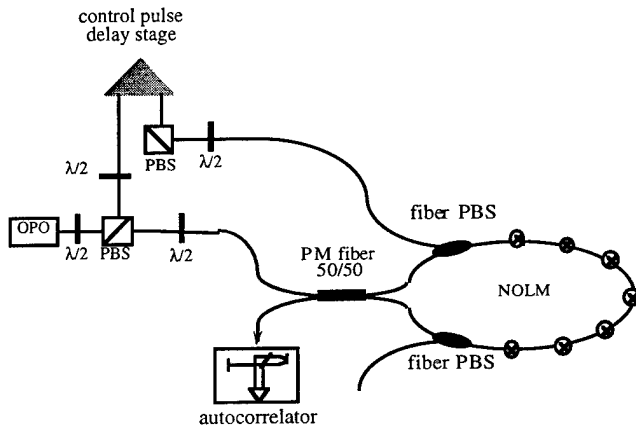 control pulse
delay stage
PBS
λ/2
λ/2
OPO
λ/2
PBS
λ/2
fiber PBS
PM fiber
50/50
NOLM
fiber PBS
autocorrelator